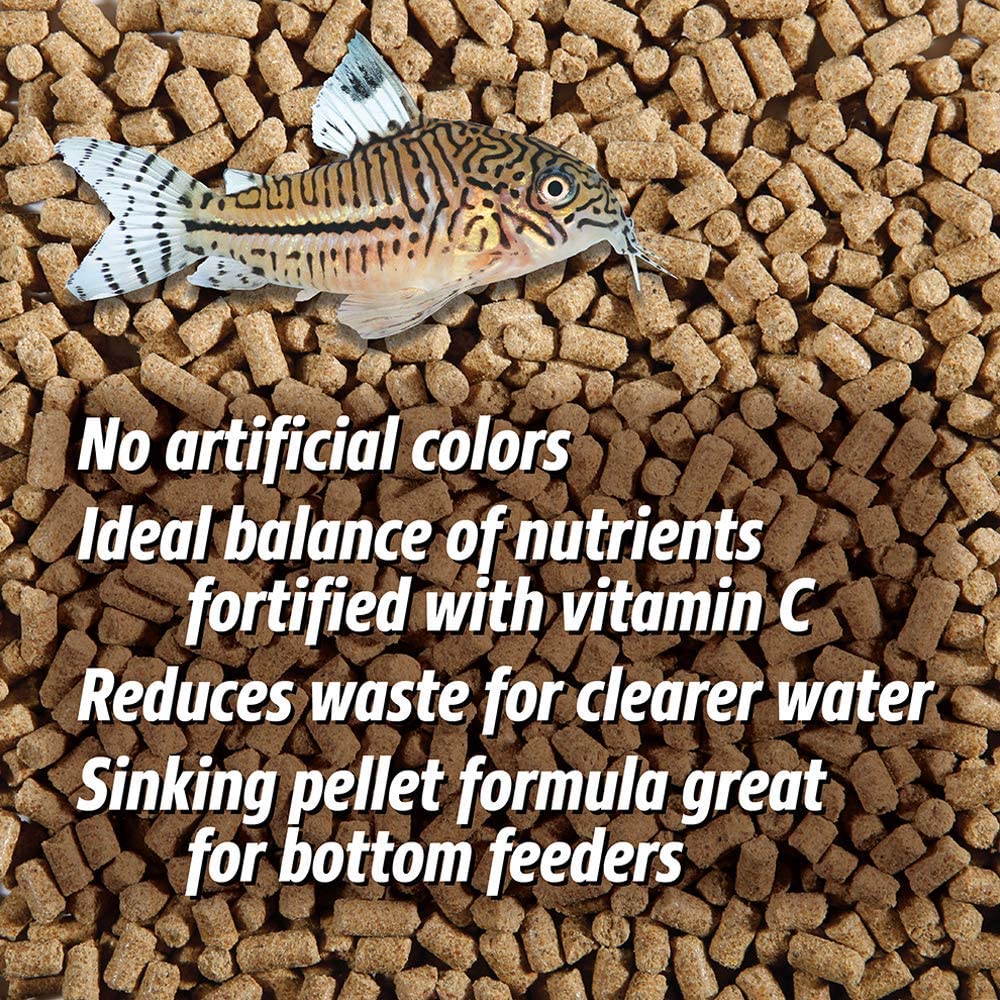 No artificial colors
Ideal balance of nutrients
fortified with vitamin C
Reduces waste for clearer water
Sinking pellet formula great
for bottom feeders